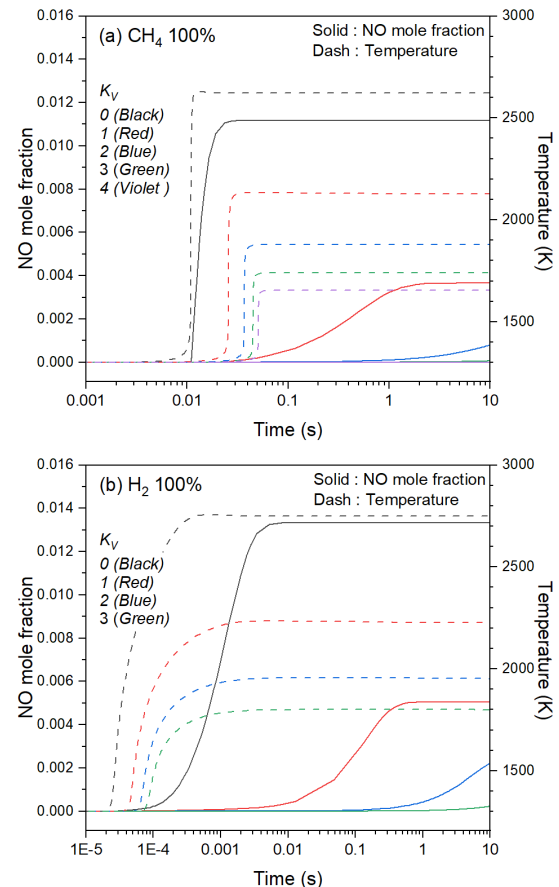 (a) CH₄ 100%
Solid : NO mole fraction
Dash : Temperature
K_V
0 (Black)
1 (Red)
2 (Blue)
3 (Green)
4 (Violet )
NO mole fraction
0.016
0.014
0.012
0.010
0.008
0.006
0.004
0.002
0.000
3000
2500
2000
1500
Temperature (K)
0.001
0.01
0.1
1
10
Time (s)
(b) H₂ 100%
Solid : NO mole fraction
Dash : Temperature
K_V
0 (Black)
1 (Red)
2 (Blue)
3 (Green)
NO mole fraction
0.016
0.014
0.012
0.010
0.008
0.006
0.004
0.002
0.000
3000
2500
2000
1500
Temperature (K)
1E-5
1E-4
0.001
0.01
0.1
1
10
Time (s)